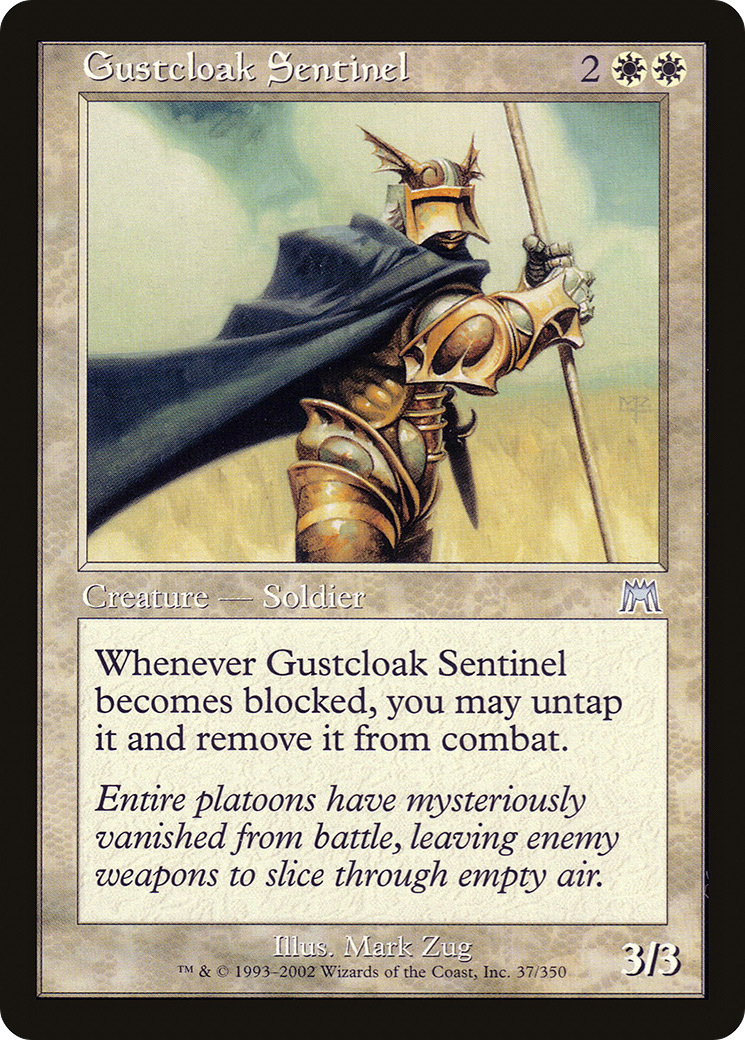 Gustcloak Sentinel 2
Creature — Soldier
Whenever Gustcloak Sentinel
becomes blocked, you may untap
it and remove it from combat.
Entire platoons have mysteriously
vanished from battle, leaving enemy
weapons to slice through empty air.
Illus. Mark Zug
™ & © 1993–2002 Wizards of the Coast, Inc. 37/350
3/3